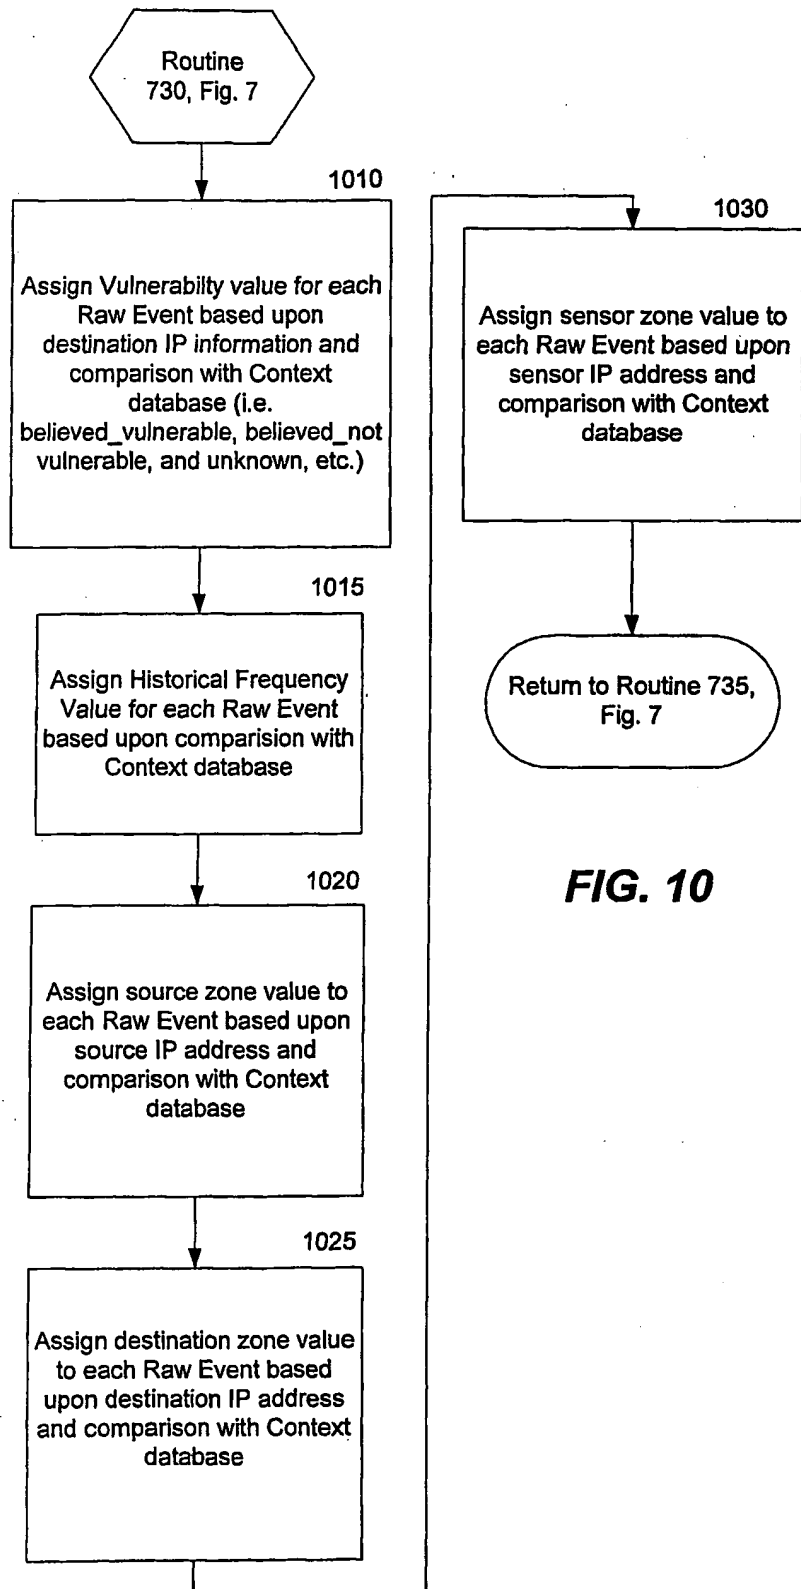 Routine
730, Fig. 7
1010
Assign Vulnerabilty value for each
Raw Event based upon
destination IP information and
comparison with Context
database (i.e.
believed_vulnerable, believed_not
vulnerable, and unknown, etc.)
1015
Assign Historical Frequency
Value for each Raw Event
based upon comparision with
Context database
1020
Assign source zone value to
each Raw Event based upon
source IP address and
comparison with Context
database
1025
Assign destination zone value
to each Raw Event based
upon destination IP address
and comparison with Context
database
1030
Assign sensor zone value to
each Raw Event based upon
sensor IP address and
comparison with Context
database
Return to Routine 735,
Fig. 7
FIG. 10